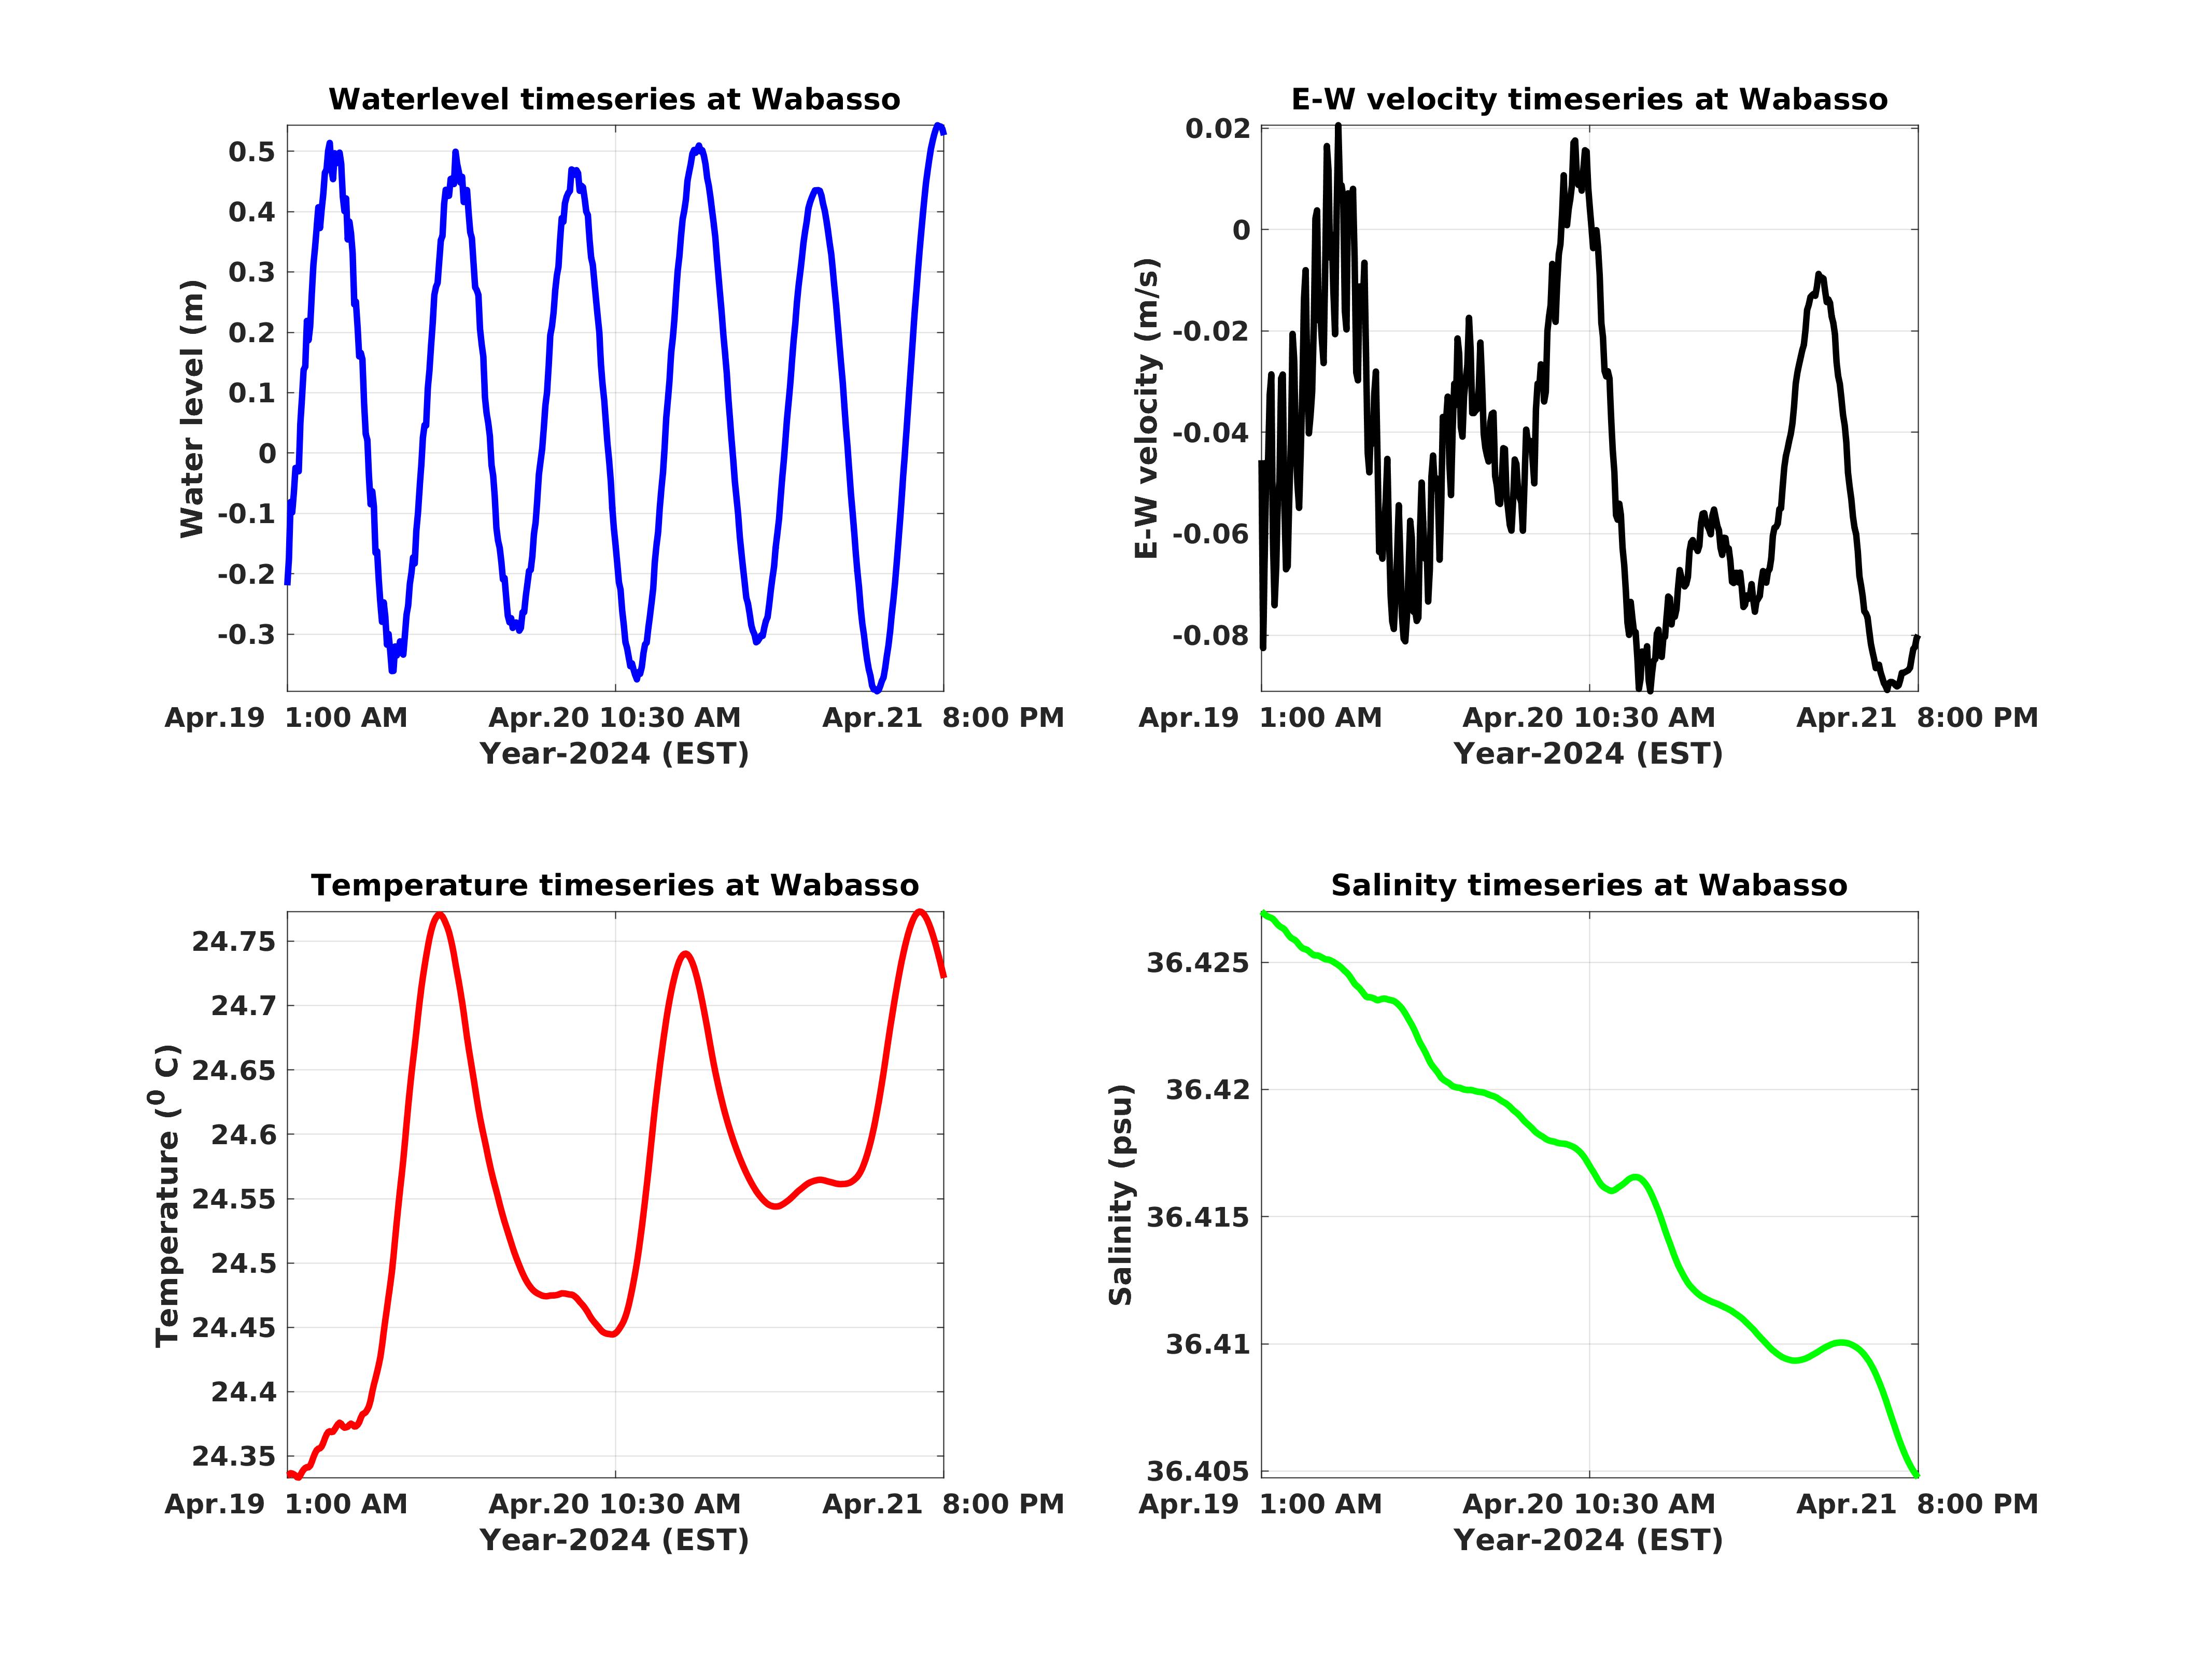 Waterlevel timeseries at Wabasso
0.5
0.4
0.3
0.2
0.1
0
-0.1
-0.2
-0.3
Water level (m)
Apr.19 1:00 AM Apr.20 10:30 AM Apr.21 8:00 PM
Year-2024 (EST)
E-W velocity timeseries at Wabasso
0.02
0
-0.02
-0.04
-0.06
-0.08
E-W velocity (m/s)
Apr.19 1:00 AM Apr.20 10:30 AM Apr.21 8:00 PM
Year-2024 (EST)
Temperature timeseries at Wabasso
24.75
24.7
24.65
24.6
24.55
24.5
24.45
24.4
24.35
Temperature (⁰ C)
Apr.19 1:00 AM Apr.20 10:30 AM Apr.21 8:00 PM
Year-2024 (EST)
Salinity timeseries at Wabasso
36.425
36.42
36.415
36.41
36.405
Salinity (psu)
Apr.19 1:00 AM Apr.20 10:30 AM Apr.21 8:00 PM
Year-2024 (EST)